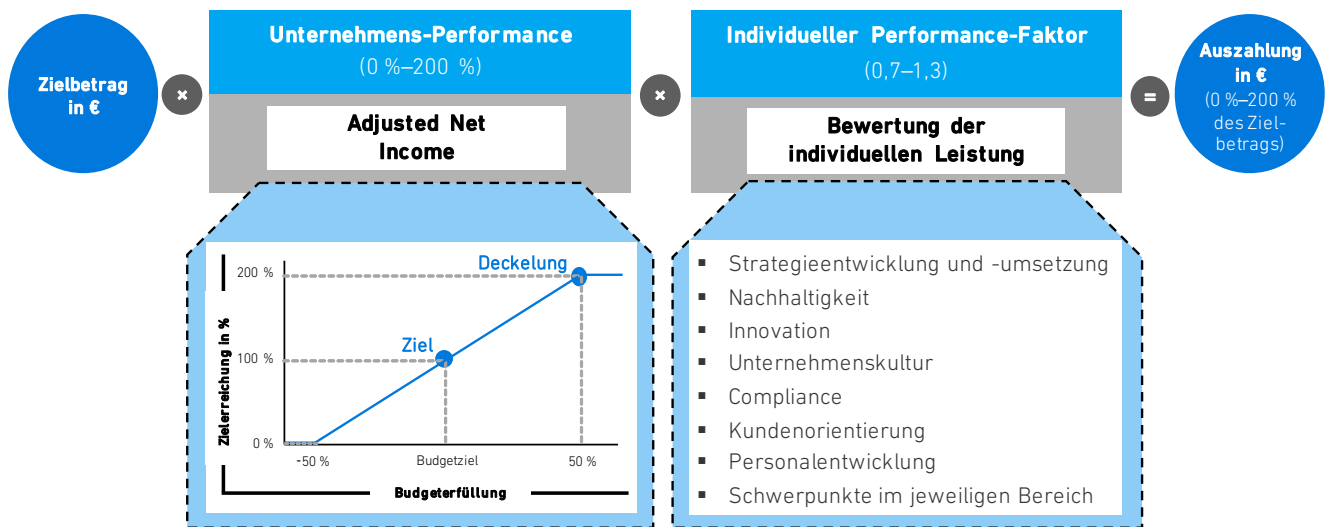 Zielbetrag
in €
×
Unternehmens-Performance
(0 %–200 %)
Adjusted Net
Income
×
Individueller Performance-Faktor
(0,7–1,3)
Bewertung der
individuellen Leistung
=
Auszahlung
in €
(0 %–200 %
des Ziel-
betrags)
Zielerreichung in %
200 %
100 %
0 %
Deckelung
Ziel
-50 %
Budgetziel
50 %
Budgeterfüllung
▪ Strategieentwicklung und -umsetzung
▪ Nachhaltigkeit
▪ Innovation
▪ Unternehmenskultur
▪ Compliance
▪ Kundenorientierung
▪ Personalentwicklung
▪ Schwerpunkte im jeweiligen Bereich